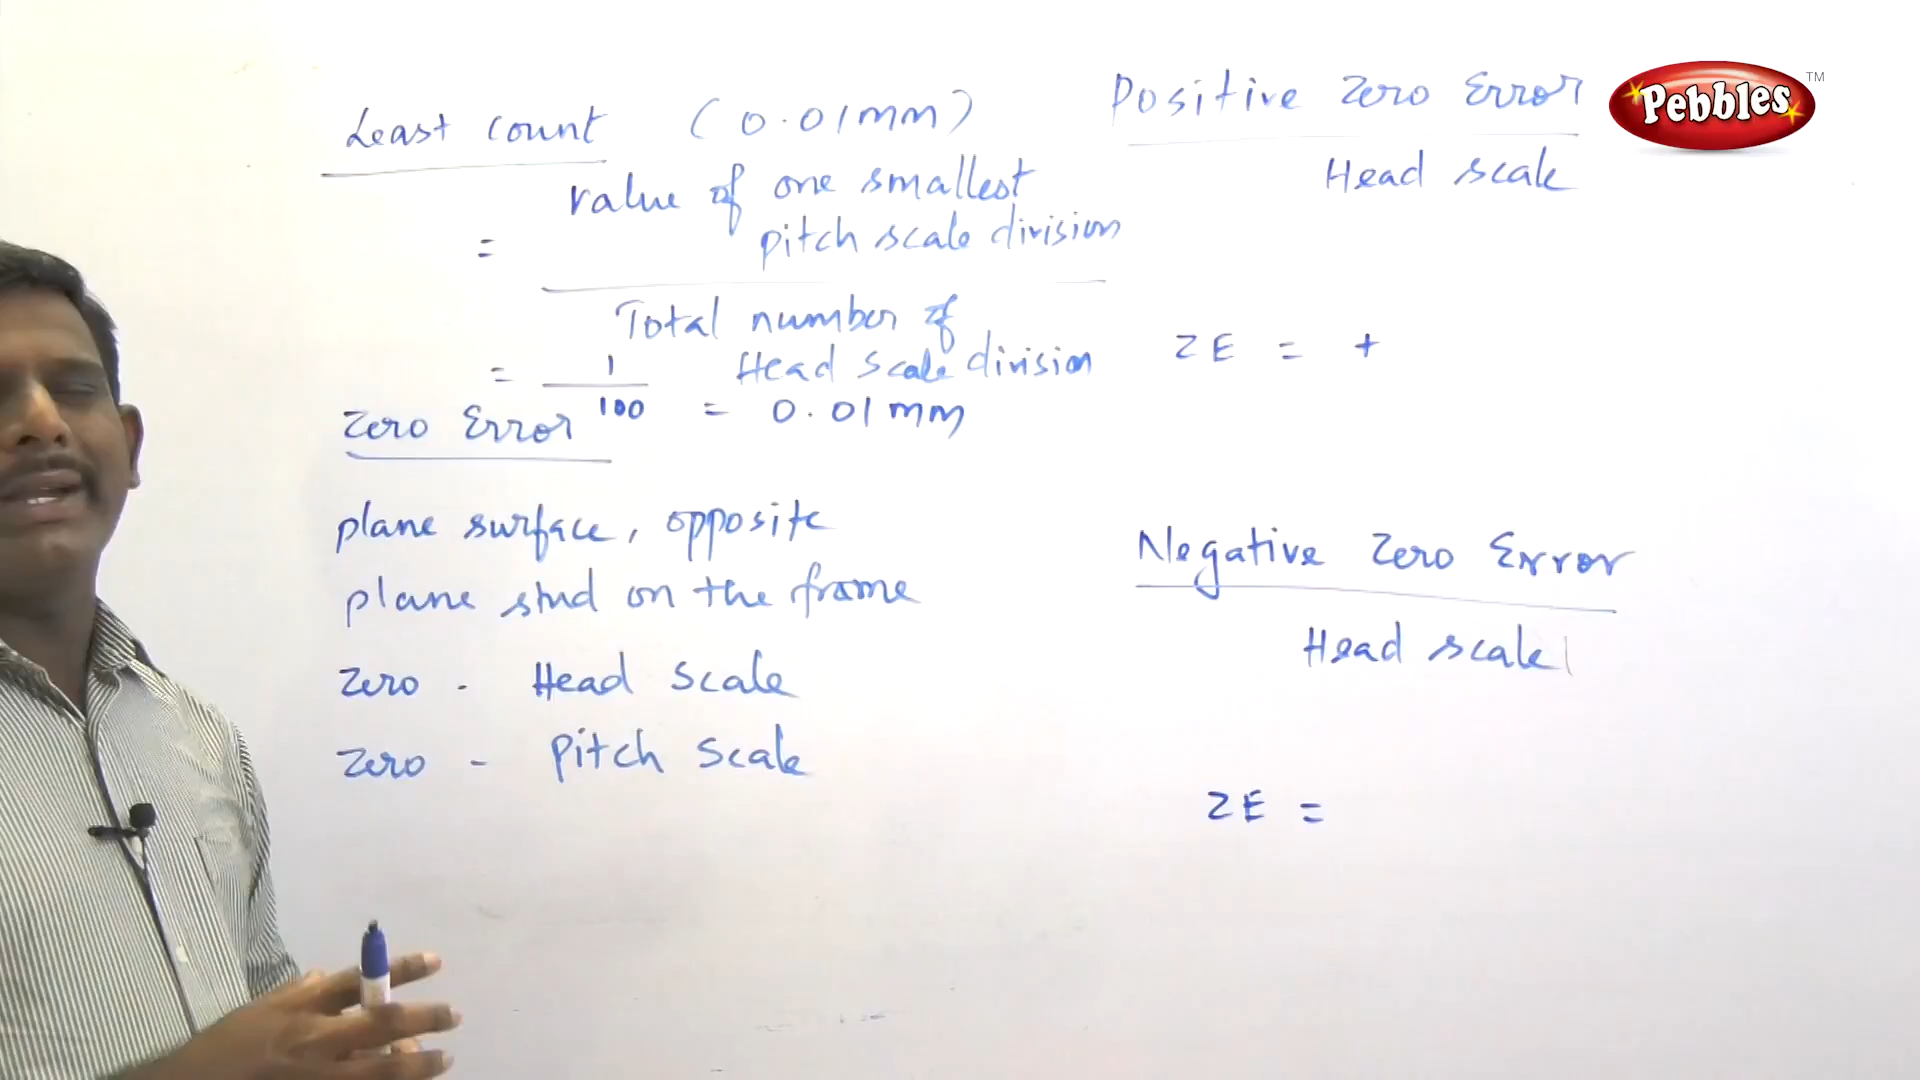 Least count (0.01mm)
value of one smallest
pitch scale division
=
Total number of
Head scale division
= 1
100 = 0.01mm
Zero Error
plane surface, opposite
plane stud on the frame
Zero - Head Scale
Zero - Pitch Scale
Positive Zero Error
Head scale
ZE = +
Negative Zero Error
Head scale
ZE =
Pebbles TM